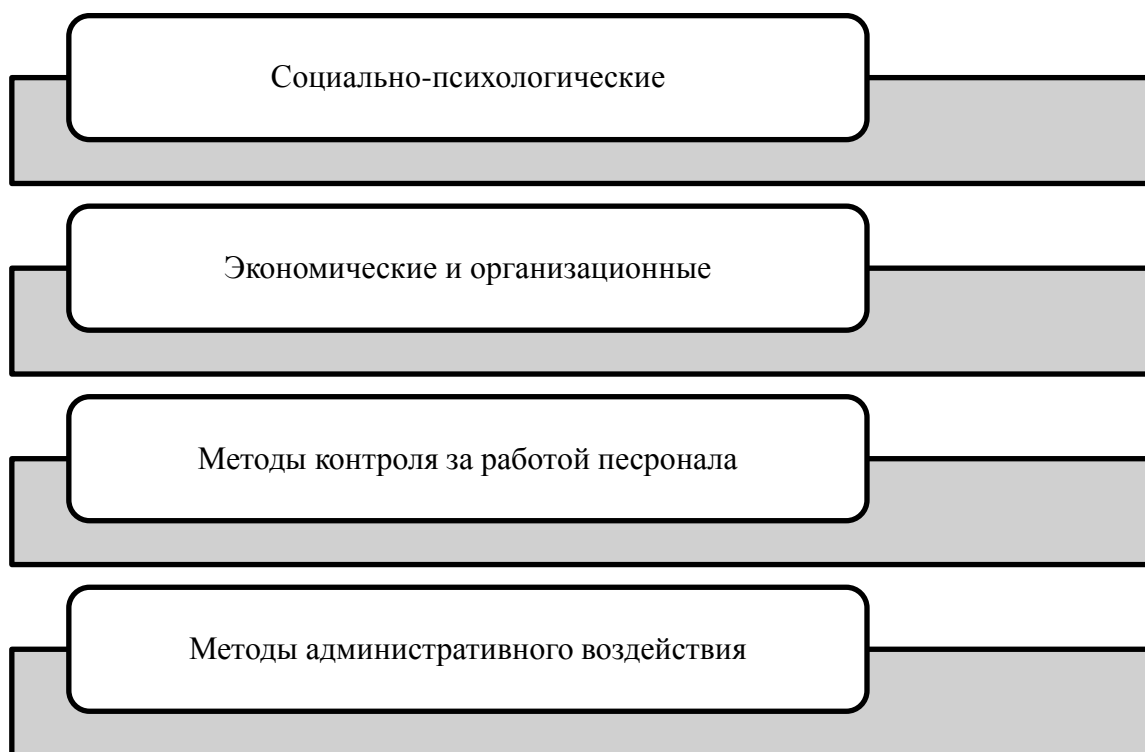 Социально-психологические
Экономические и организационные
Методы контроля за работой песронала
Методы административного воздействия